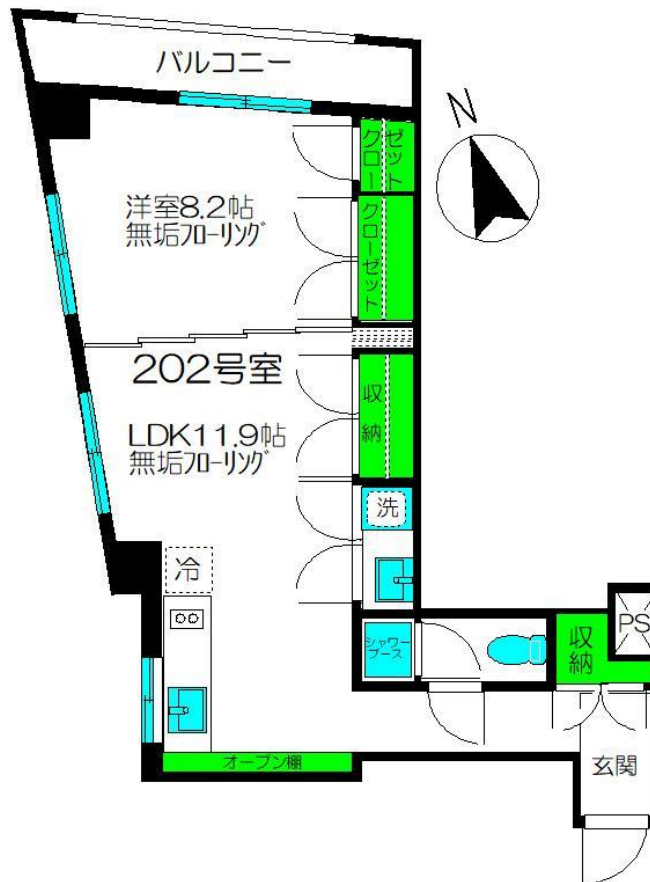 バルコニー
N
クロー
ゼット
洋室8.2帖
無垢フローリング
クローゼット
202号室
LDK11.9帖
無垢フローリング
収納
洗
冷
シャワー
ブース
収納
PS
オープン棚
玄関